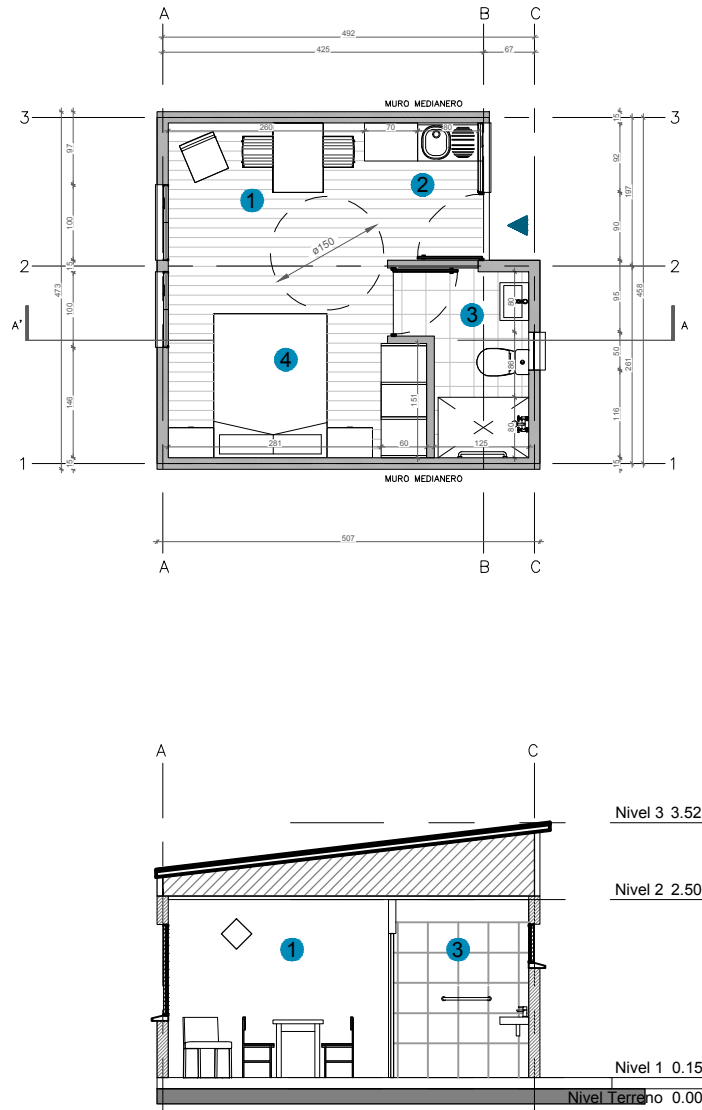 A B C
492
425 67
MURO MEDIANERO
3 3
260 70 80
15 97 100 15 100 146 15
473
1
2
ø150
2 2
15 92 90 95 50 116 15
197
261
458
3
80
86
80
A' A
4
151
281 60 125
1 1
MURO MEDIANERO
507
A B C
A C
Nivel 3 3.52
Nivel 2 2.50
1 3
Nivel 1 0.15
Nivel Terreno 0.00